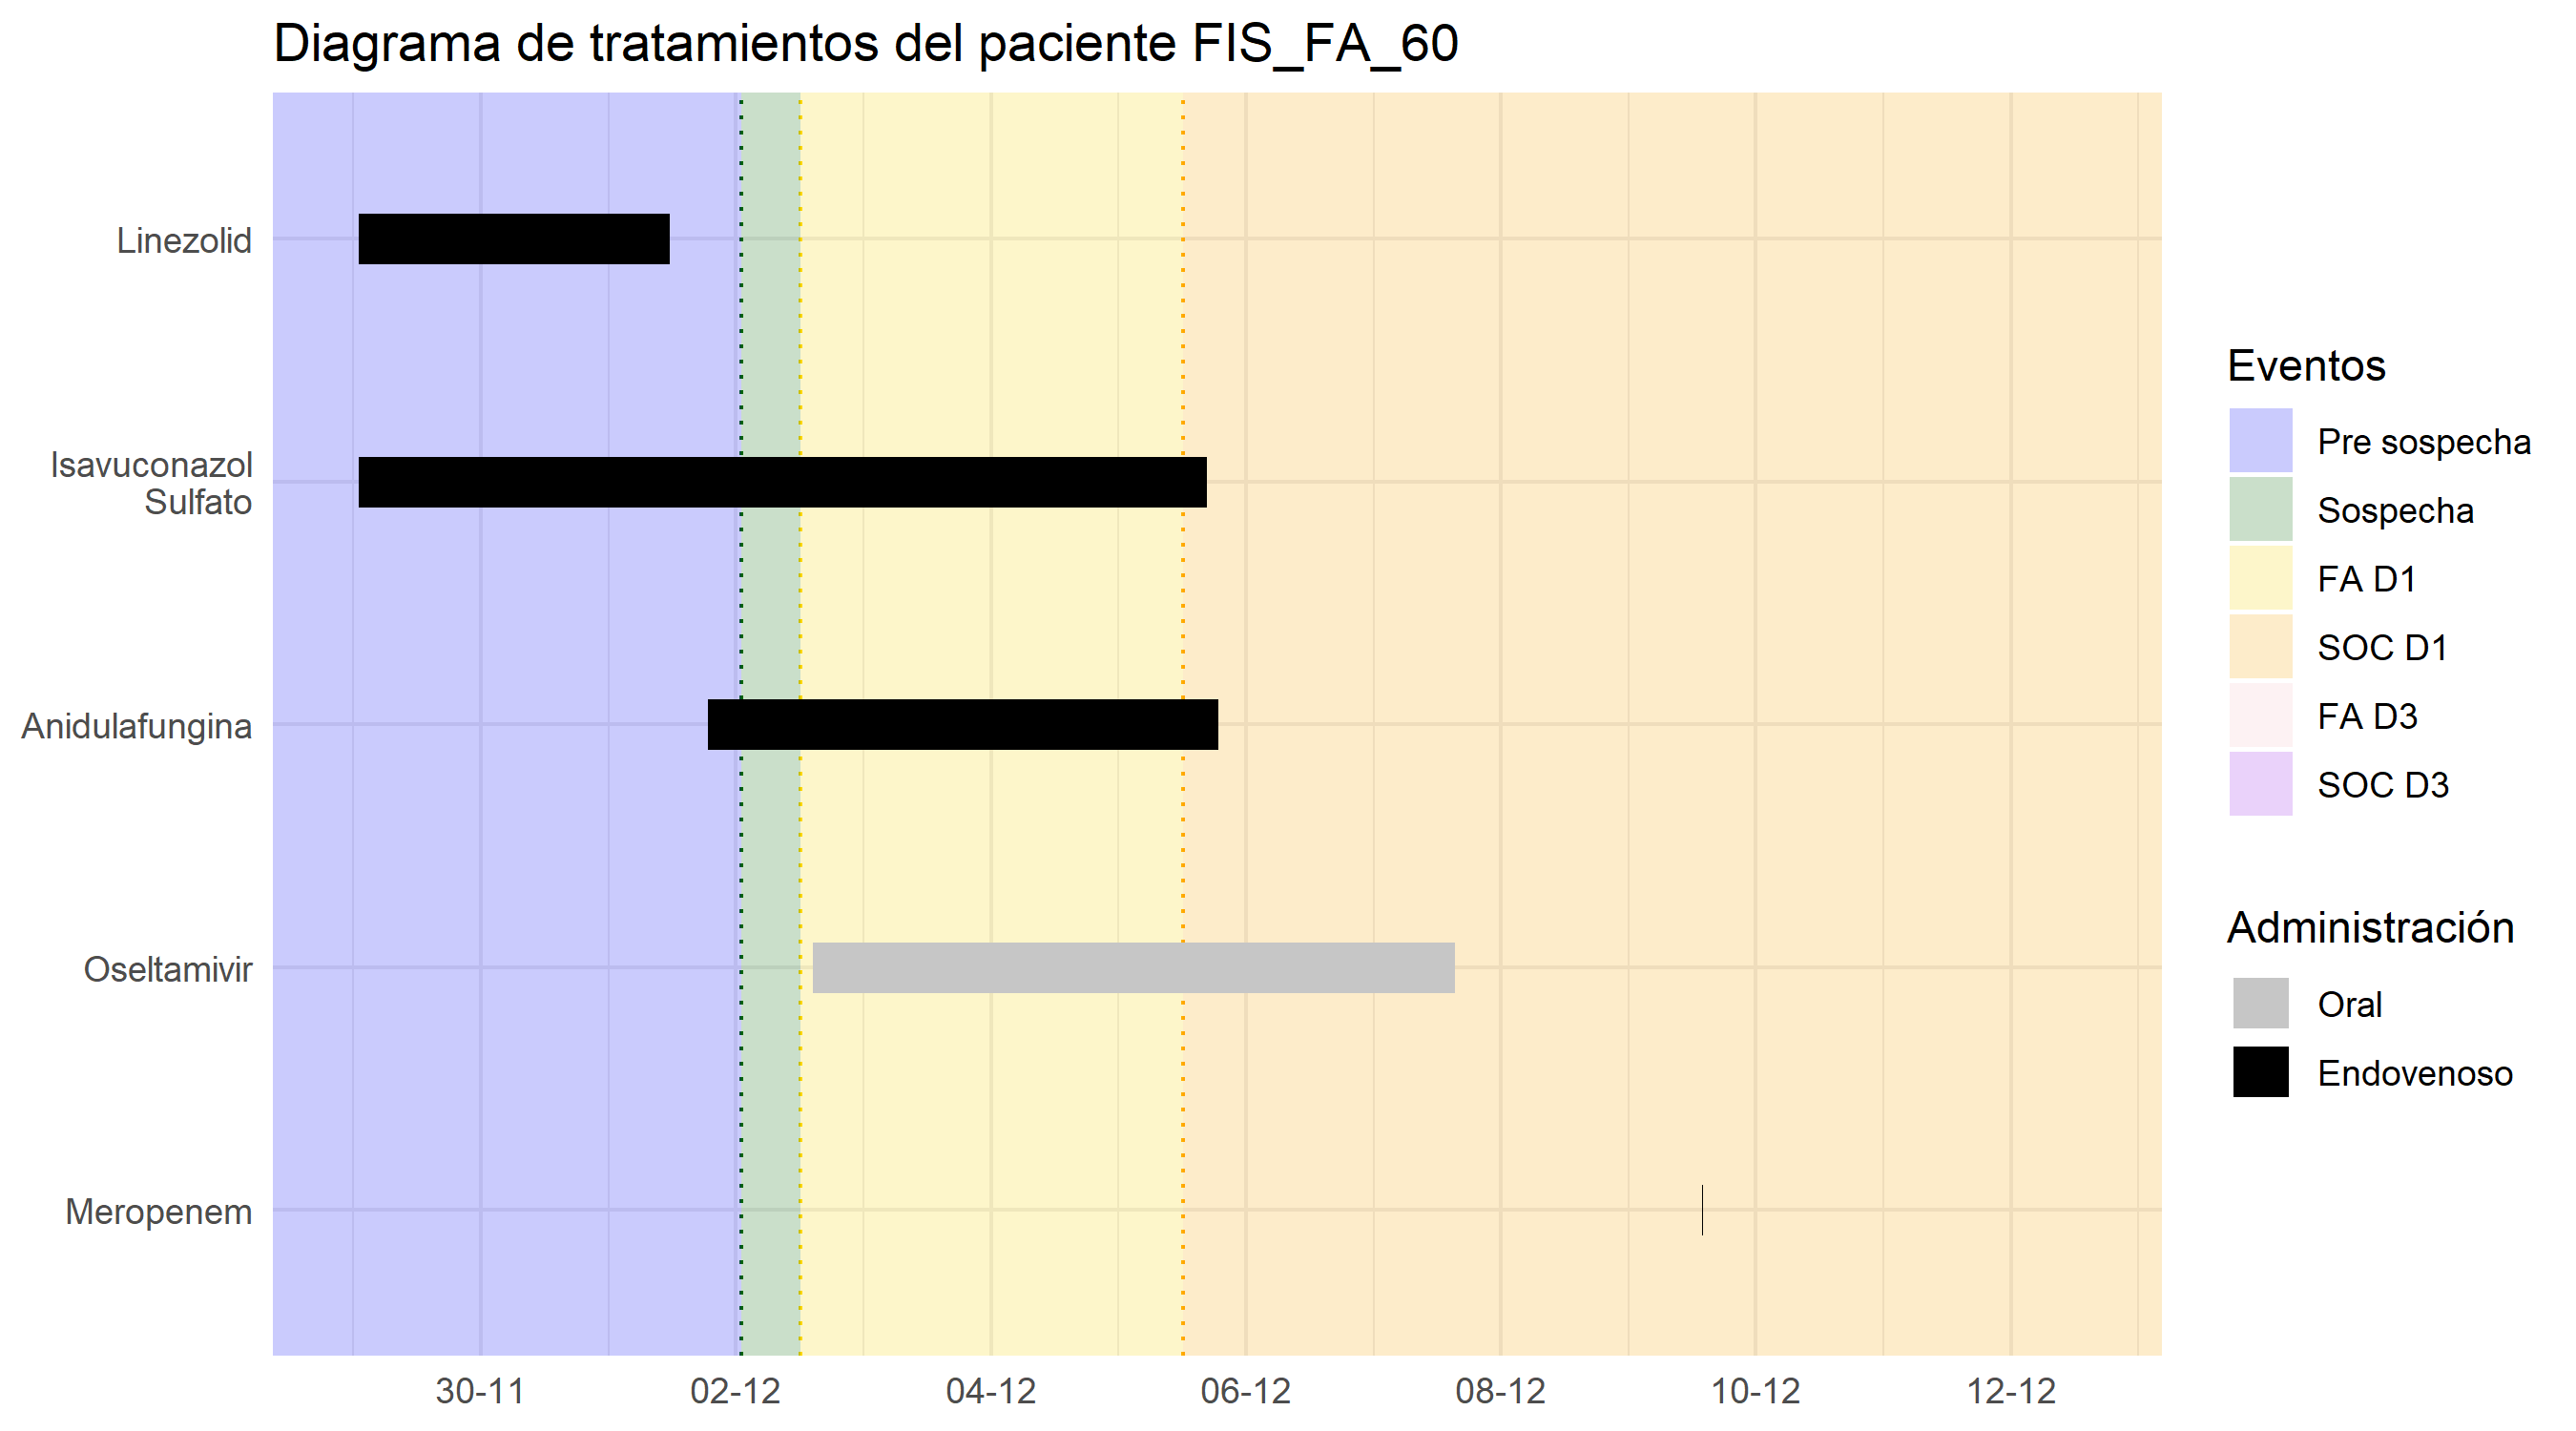 Diagrama de tratamientos del paciente FIS_FA_60
Linezolid
Isavuconazol
Sulfato
Anidulafungina
Oseltamivir
Meropenem
30-11
02-12
04-12
06-12
08-12
10-12
12-12
Eventos
Pre sospecha
Sospecha
FA D1
SOC D1
FA D3
SOC D3
Administración
Oral
Endovenoso